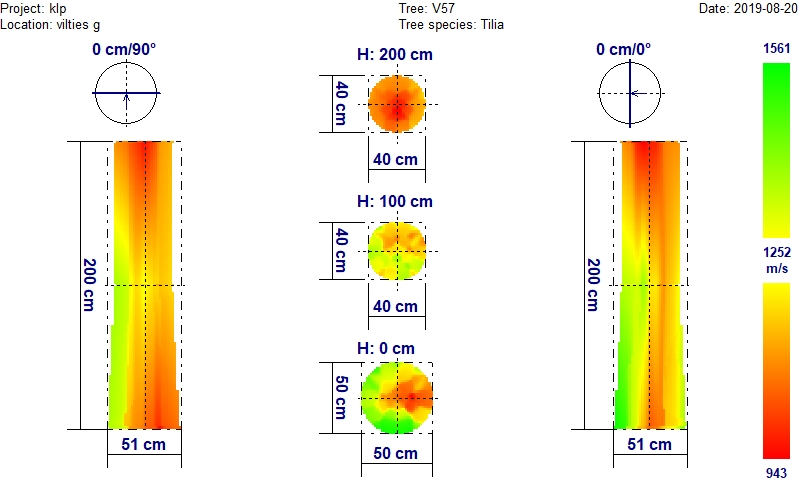 Project: klp
Tree: V57
Date: 2019-08-20
Location: vilties g
Tree species: Tilia
0 cm/90°
H: 200 cm
0 cm/0°
1561
40 cm
40 cm
H: 100 cm
40 cm
40 cm
200 cm
200 cm
1252
m/s
H: 0 cm
50 cm
50 cm
51 cm
51 cm
943